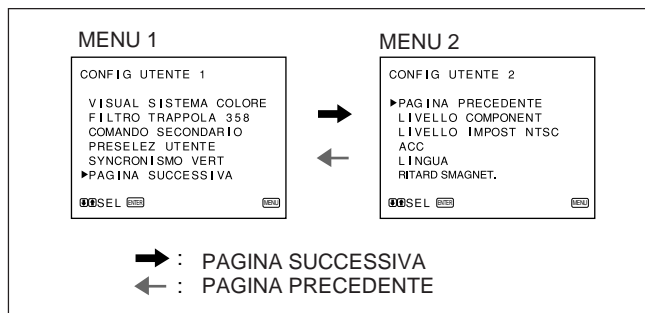 MENU 1
CONFIG UTENTE 1
VISUAL SISTEMA COLORE
FILTRO TRAPPOLA 358
COMANDO SECONDARIO
PRESELEZ UTENTE
SYNCRONISMO VERT
▶PAGINA SUCCESSIVA
SEL ENTER MENU
MENU 2
CONFIG UTENTE 2
▶PAGINA PRECEDENTE
LIVELLO COMPONENT
LIVELLO IMPOST NTSC
ACC
LINGUA
RITARD SMAGNET.
SEL ENTER MENU
➡ : PAGINA SUCCESSIVA
← : PAGINA PRECEDENTE